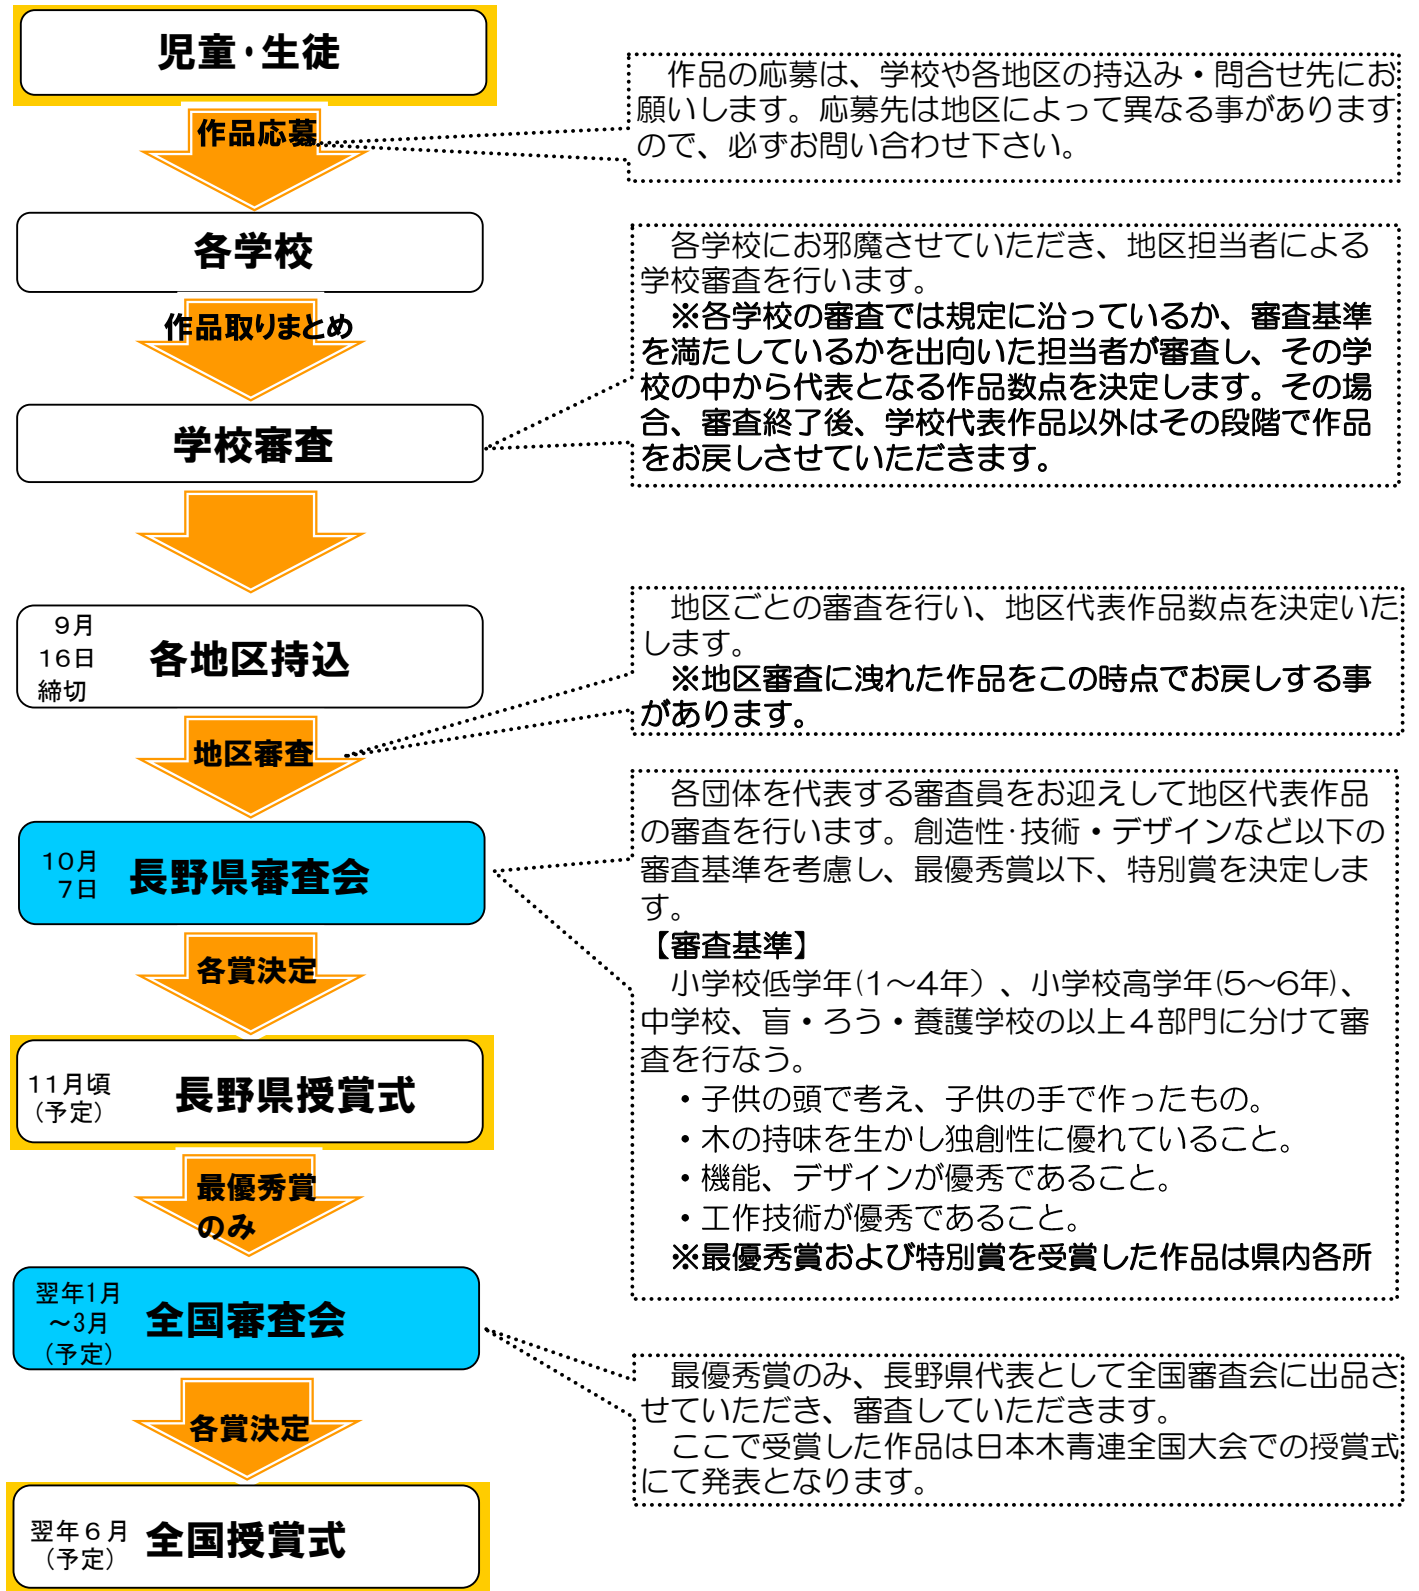 児童･生徒
作品応募
作品の応募は、学校や各地区の持込み・問合せ先にお
願いします。応募先は地区によって異なる事があります
ので、必ずお問い合わせ下さい。
各学校
作品取りまとめ
学校審査
各学校にお邪魔させていただき、地区担当者による
学校審査を行います。
※各学校の審査では規定に沿っているか、審査基準
を満たしているかを出向いた担当者が審査し、その学
校の中から代表となる作品数点を決定します。その場
合、審査終了後、学校代表作品以外はその段階で作品
をお戻しさせていただきます。
９月
16日
締切
各地区持込
地区審査
地区ごとの審査を行い、地区代表作品数点を決定いた
します。
※地区審査に洩れた作品をこの時点でお戻しする事
があります。
10月
７日
長野県審査会
各賞決定
各団体を代表する審査員をお迎えして地区代表作品
の審査を行います。創造性･技術・デザインなど以下の
審査基準を考慮し、最優秀賞以下、特別賞を決定しま
す。
【審査基準】
小学校低学年(1～4年）、小学校高学年(5～6年)、
中学校、盲・ろう・養護学校の以上４部門に分けて審
査を行なう。
・子供の頭で考え、子供の手で作ったもの。
・木の持味を生かし独創性に優れていること。
・機能、デザインが優秀であること。
・工作技術が優秀であること。
※最優秀賞および特別賞を受賞した作品は県内各所
11月頃
(予定)
長野県授賞式
最優秀賞
のみ
翌年1月
～3月
(予定)
全国審査会
各賞決定
最優秀賞のみ、長野県代表として全国審査会に出品さ
せていただき、審査していただきます。
ここで受賞した作品は日本木青連全国大会での授賞式
にて発表となります。
翌年６月
(予定)
全国授賞式